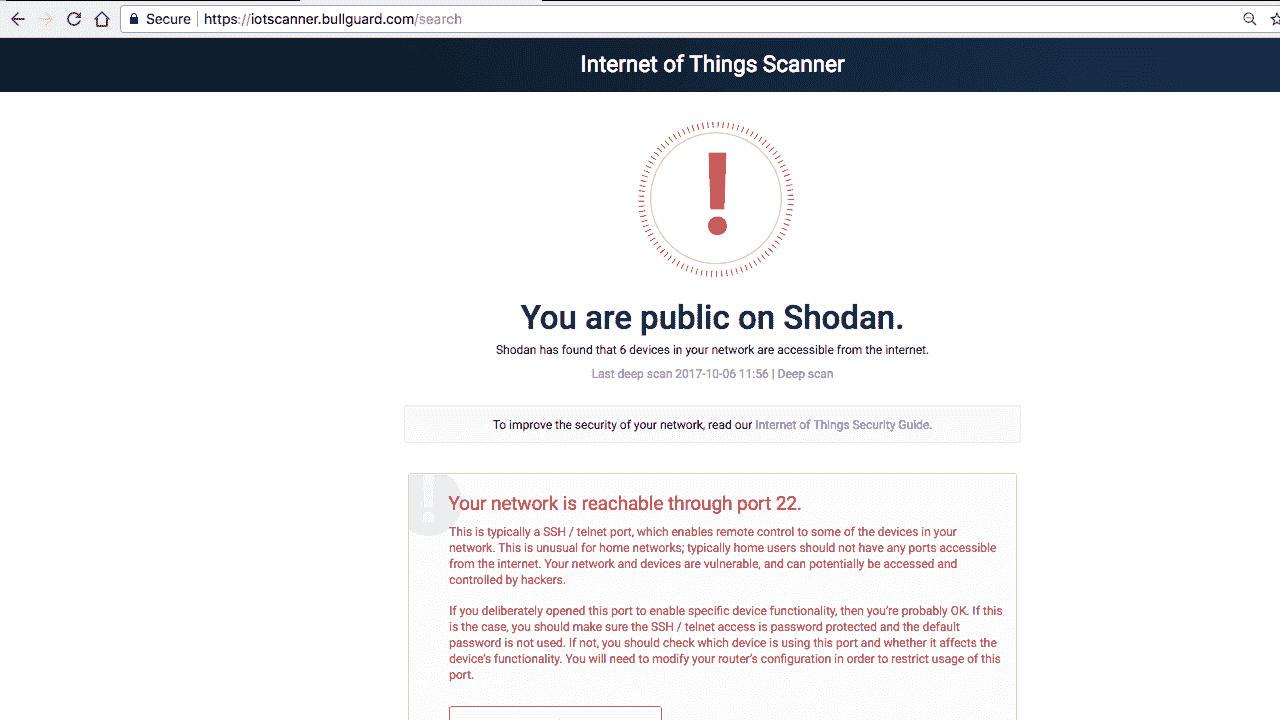 Secure | https://iotscanner.bullguard.com/search
Internet of Things Scanner
!
You are public on Shodan.
Shodan has found that 6 devices in your network are accessible from the internet.
Last deep scan 2017-10-06 11:56 | Deep scan
To improve the security of your network, read our Internet of Things Security Guide.
!
Your network is reachable through port 22.
This is typically a SSH / telnet port, which enables remote control to some of the devices in your
network. This is unusual for home networks; typically home users should not have any ports accessible
from the internet. Your network and devices are vulnerable, and can potentially be accessed and
controlled by hackers.
If you deliberately opened this port to enable specific device functionality, then you're probably OK. If this
is the case, you should make sure the SSH / telnet access is password protected and the default
password is not used. If not, you should check which device is using this port and whether it affects the
device's functionality. You will need to modify your router's configuration in order to restrict usage of this
port.